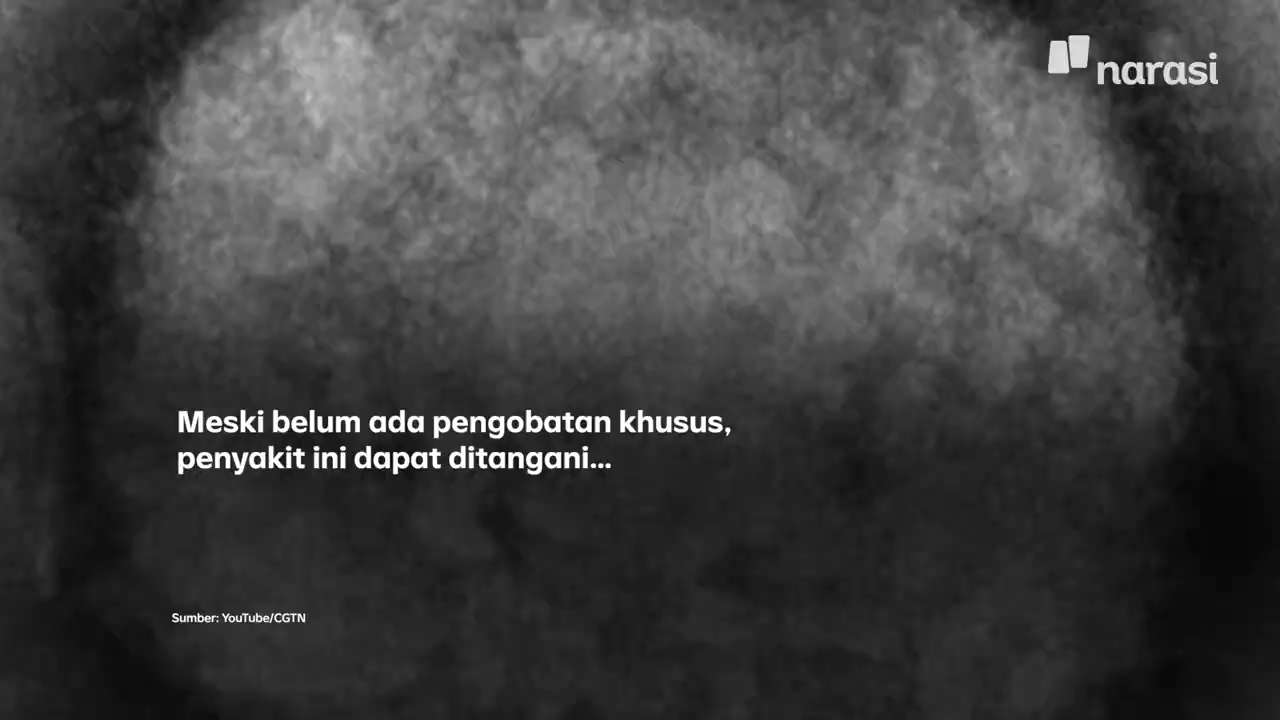 narasi
Meski belum ada pengobatan khusus,
penyakit ini dapat ditangani...
Sumber: YouTube/CGTN